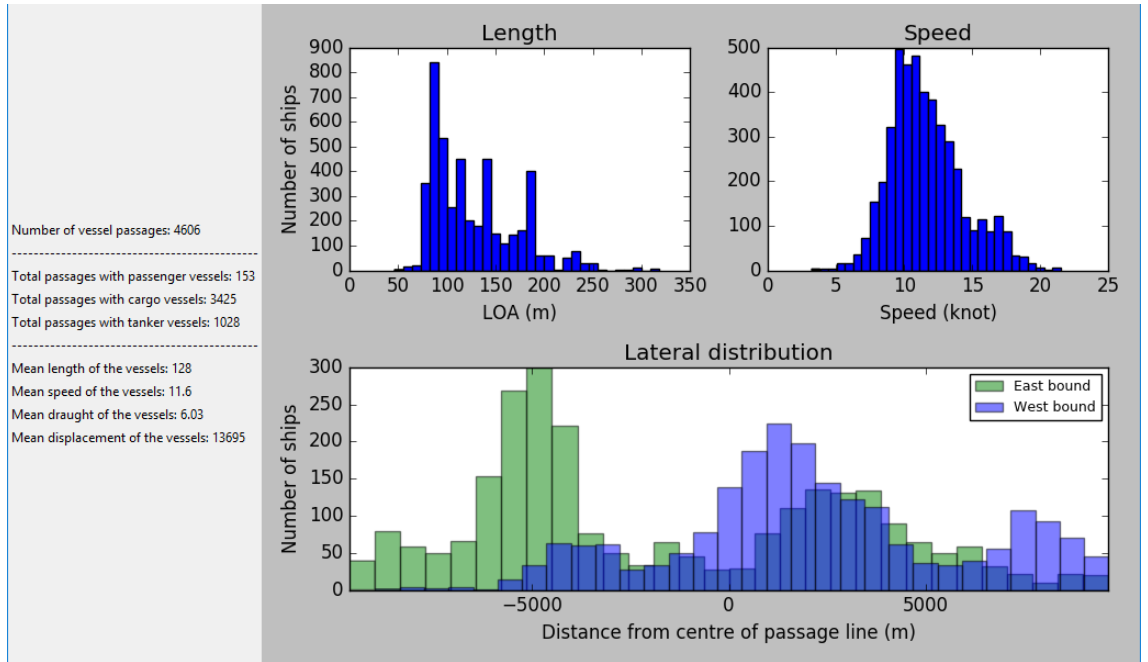 Number of vessel passages: 4606
------------------------------------------------------------
Total passages with passenger vessels: 153
Total passages with cargo vessels: 3425
Total passages with tanker vessels: 1028
------------------------------------------------------------
Mean length of the vessels: 128
Mean speed of the vessels: 11.6
Mean draught of the vessels: 6.03
Mean displacement of the vessels: 13695
Length
Number of ships
900
800
700
600
500
400
300
200
100
0
0 50 100 150 200 250 300 350
LOA (m)
Speed
500
400
300
200
100
0
0 5 10 15 20 25
Speed (knot)
Lateral distribution
Number of ships
300
250
200
150
100
50
0
East bound
West bound
−5000 0 5000
Distance from centre of passage line (m)